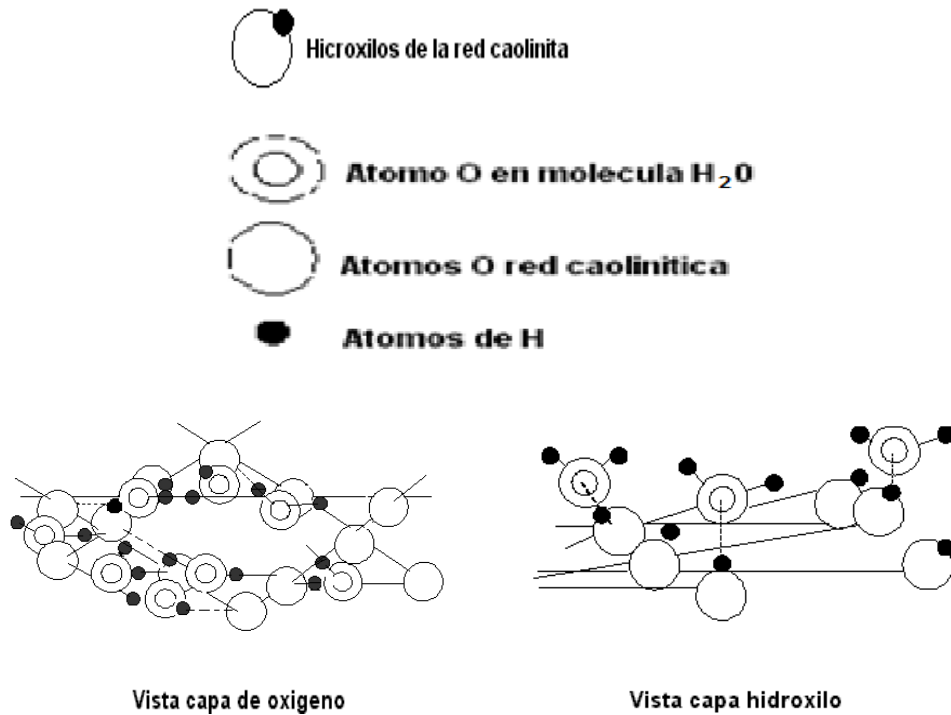 Hicroxilos de la red caolinita
Atomo O en molecula H₂0
Atomos O red caolinitica
Atomos de H
Vista capa de oxigeno
Vista capa hidroxilo